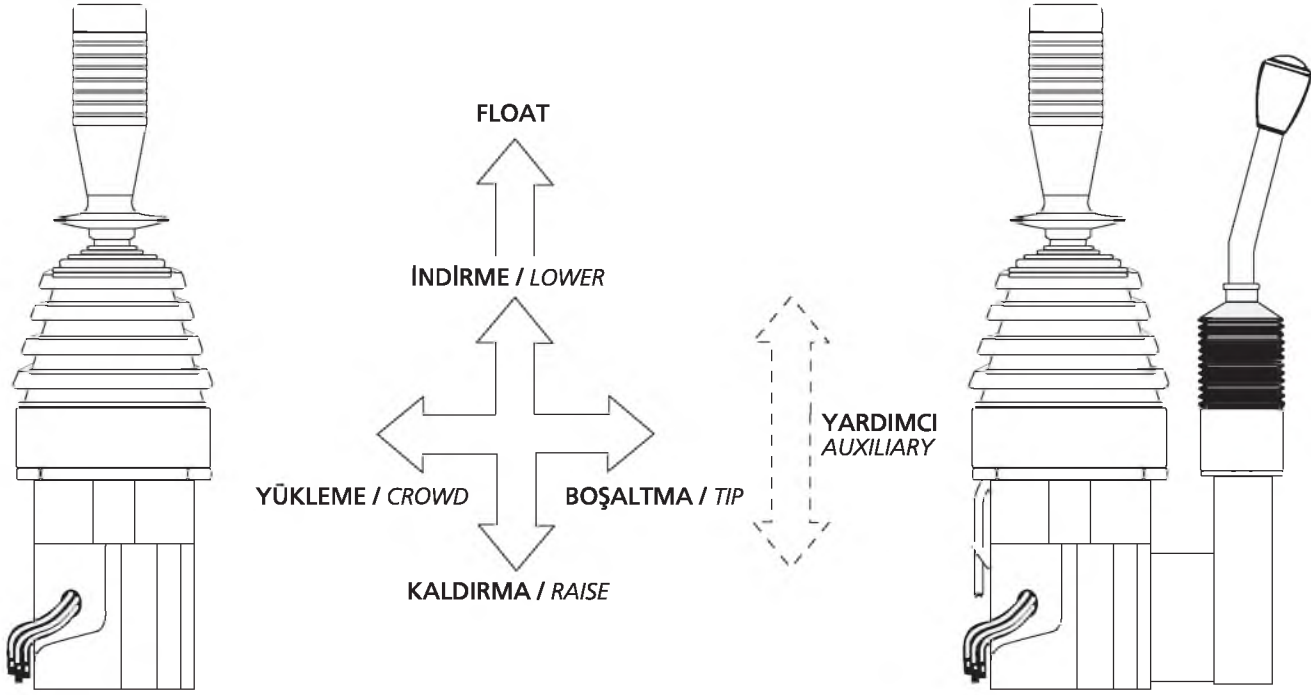 FLOAT
İNDİRME / LOWER
YARDIMCI
AUXILIARY
YÜKLEME / CROWD
BOŞALTMA / TIP
KALDIRMA / RAISE